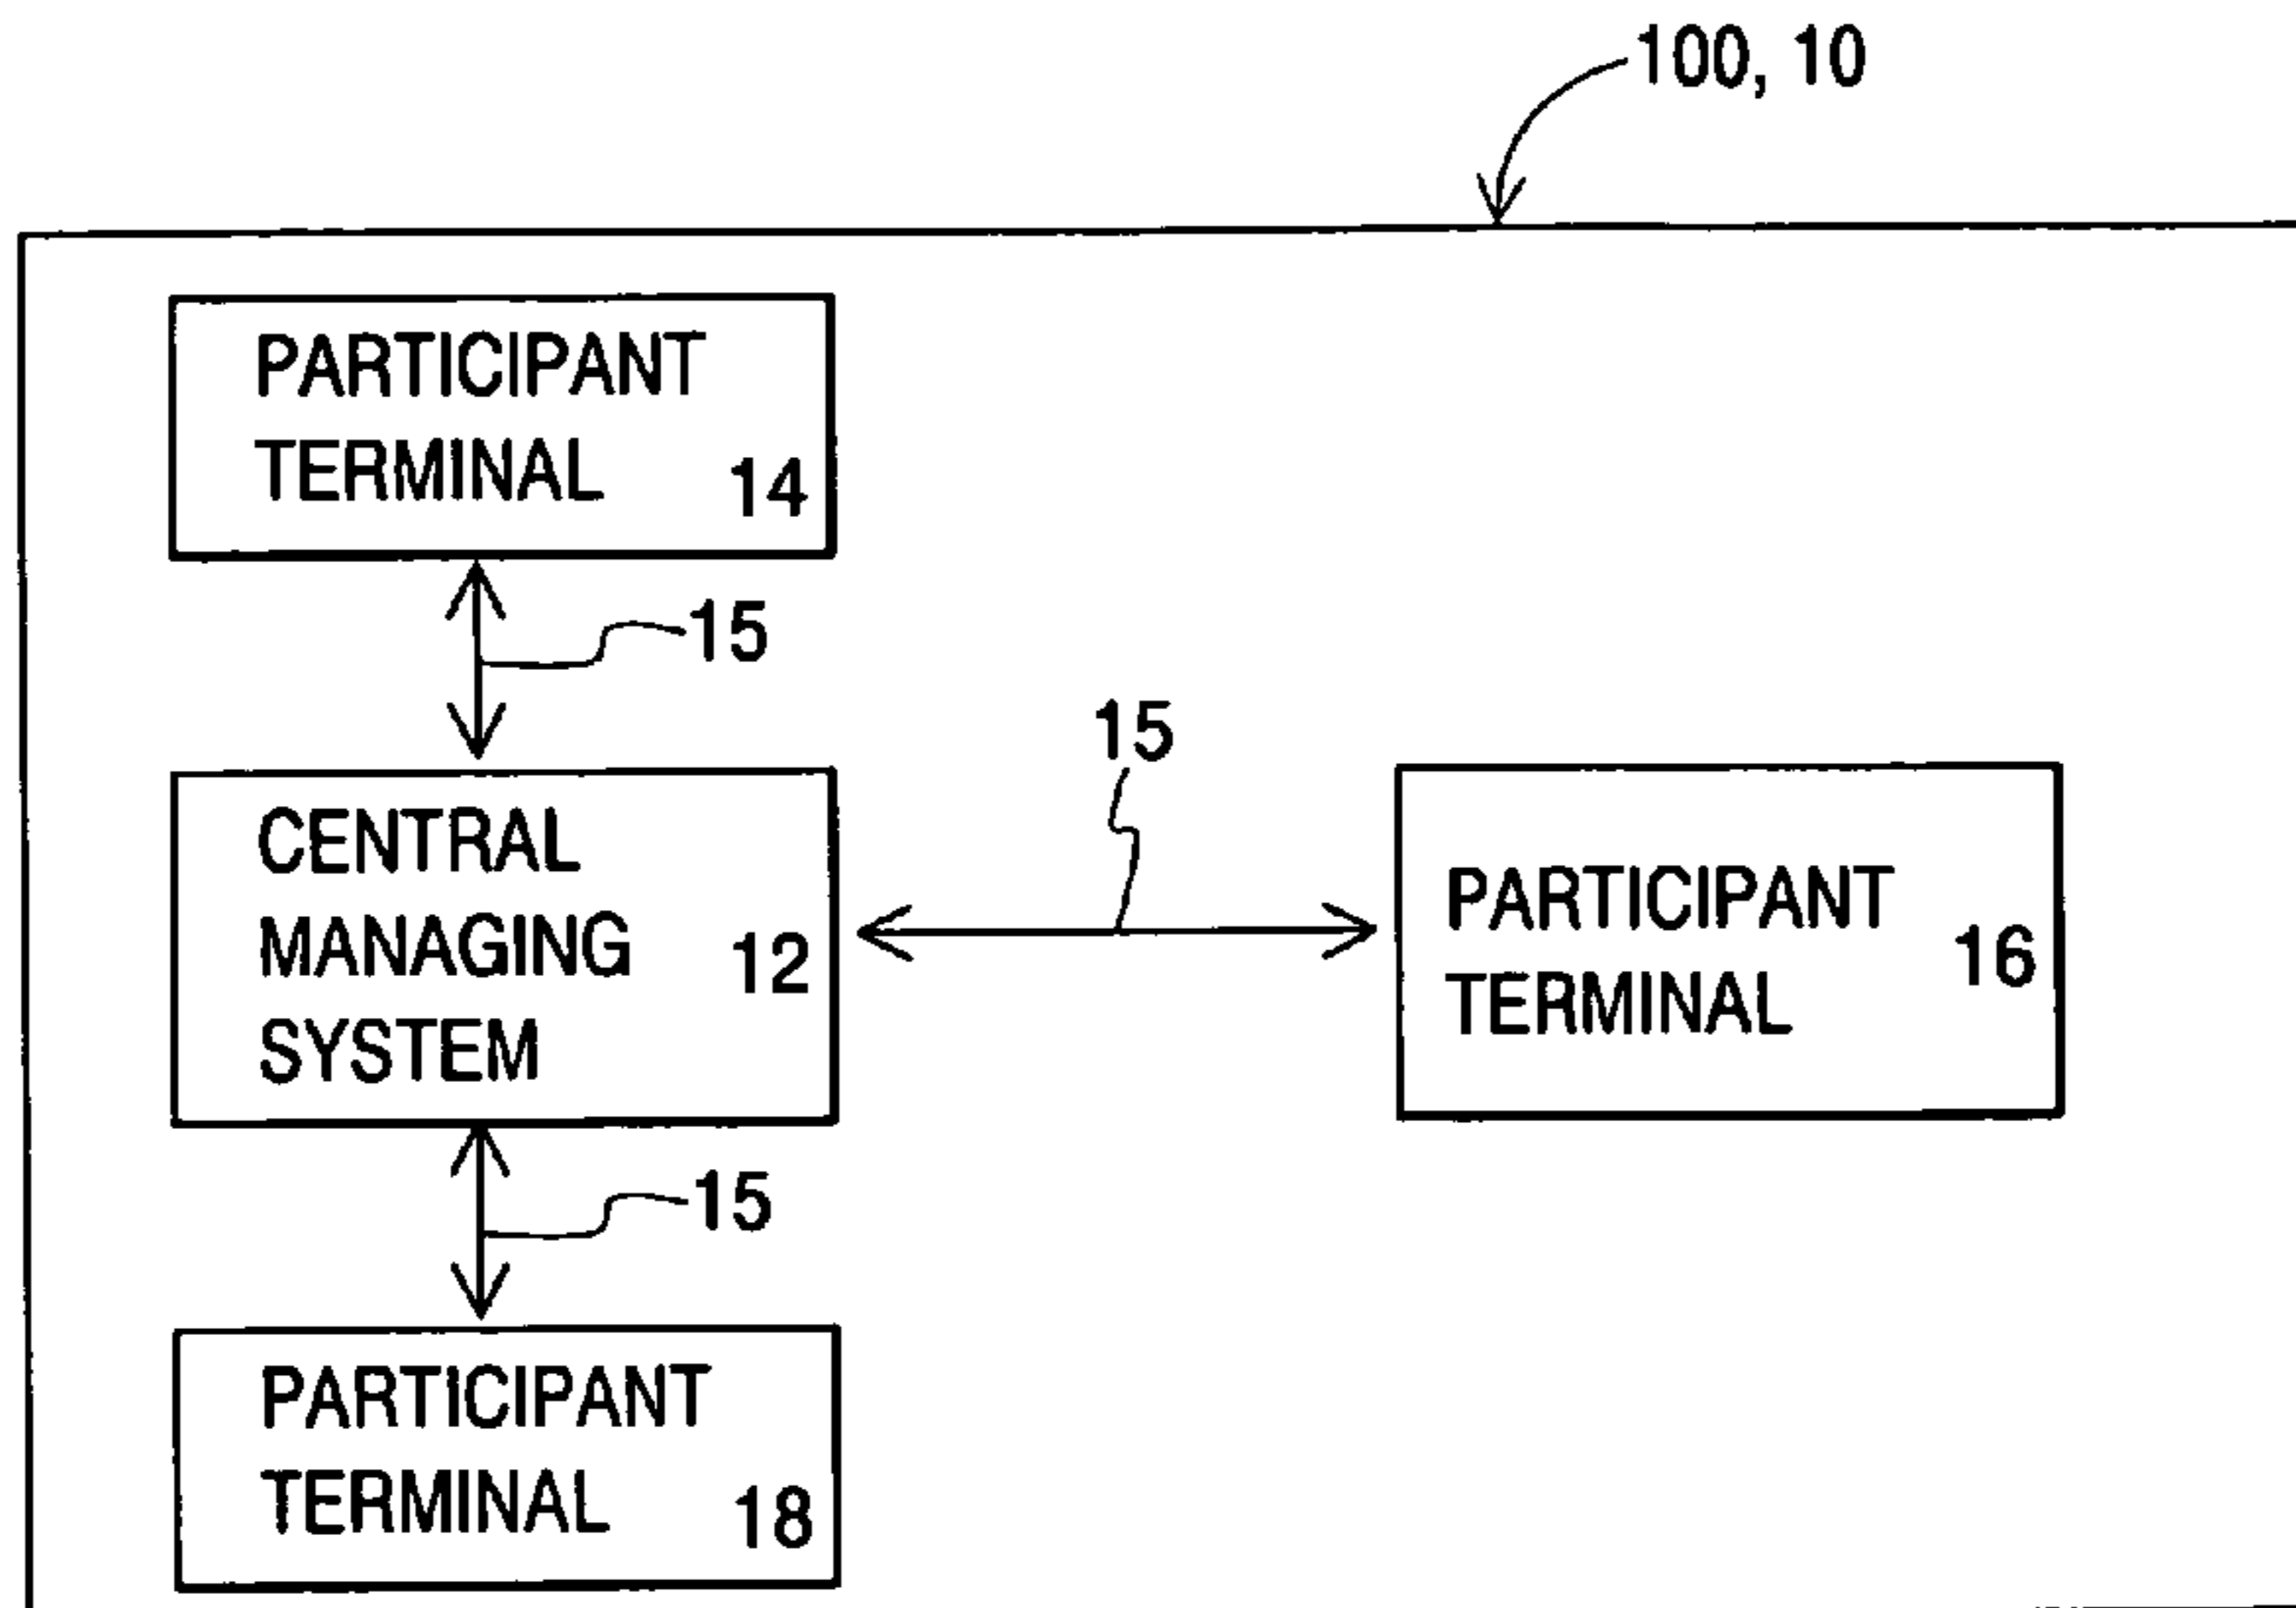 100, 10
PARTICIPANT
TERMINAL
14
15
CENTRAL
MANAGING
SYSTEM
12
15
PARTICIPANT
TERMINAL
16
15
PARTICIPANT
TERMINAL
18